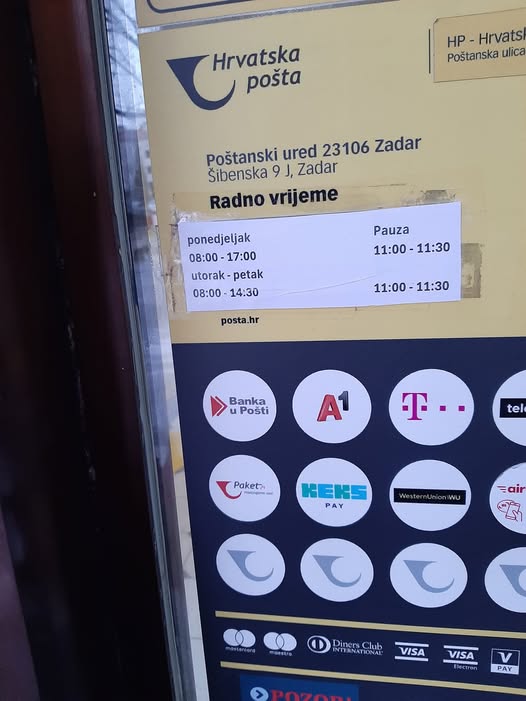 Hrvatska
pošta
HP - Hrvatsk
Poštanska ulica
Poštanski ured 23106 Zadar
Šibenska 9 J, Zadar
Radno vrijeme
ponedjeljak Pauza
08:00 - 17:00 11:00 - 11:30
utorak - petak
08:00 - 14:30 11:00 - 11:30
posta.hr
Banka
u Pošti
A1
T
tele
Paket
KEKS
PAY
WesternUnion WU
air
mastercard
maestro
Diners Club
INTERNATIONAL
VISA
VISA
Electron
V
PAY
POZOR!